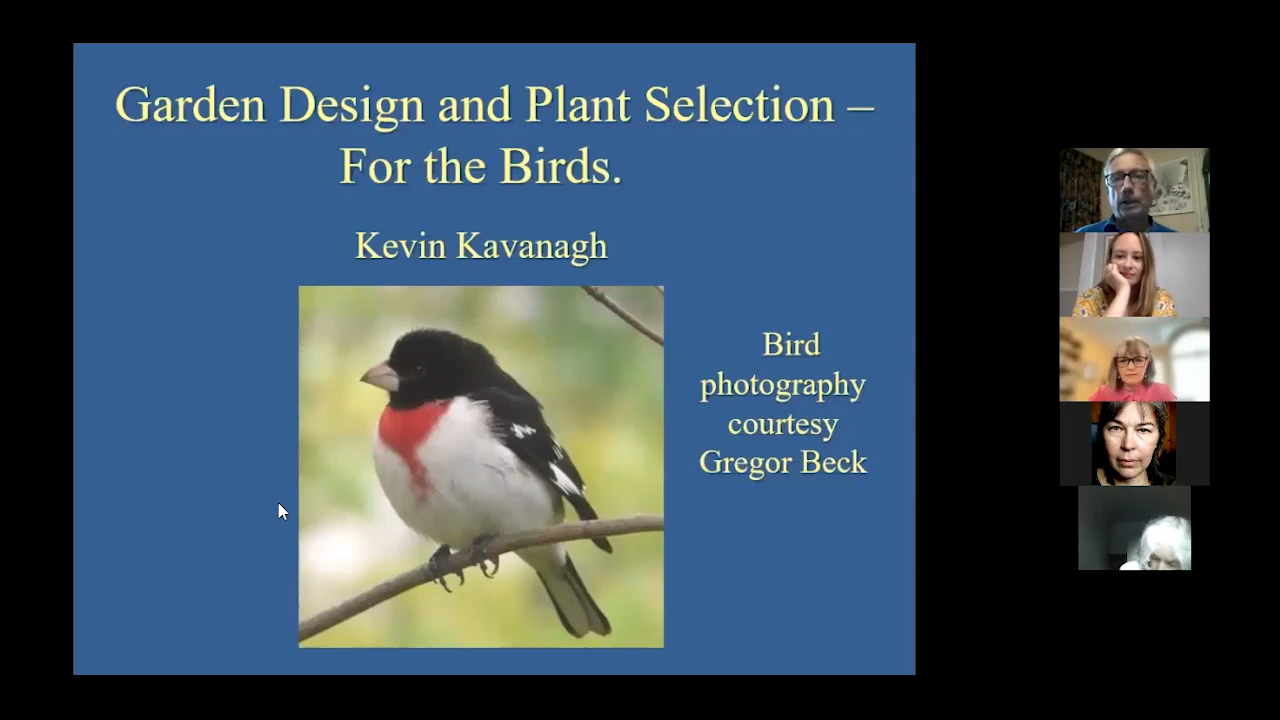 Garden Design and Plant Selection –
For the Birds.
Kevin Kavanagh
Bird
photography
courtesy
Gregor Beck